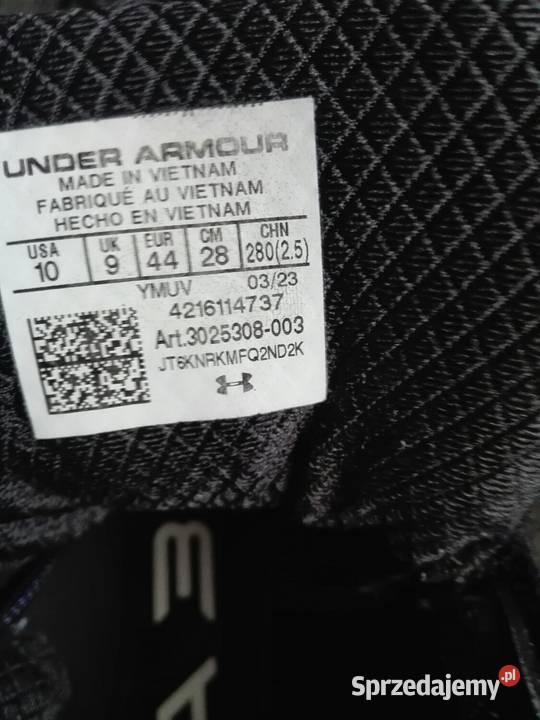 UNDER ARMOUR
MADE IN VIETNAM
FABRIQUÉ AU VIETNAM
HECHO EN VIETNAM
USA UK EUR CM CHN
10 9 44 28 280(2.5)
YMUV 03/23
4216114737
Art.3025308-003
JT6KNRKMFQ2ND2K
Sprzedajemy.pl